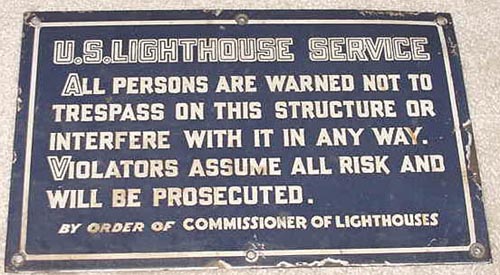 U.S. LIGHTHOUSE SERVICE
ALL PERSONS ARE WARNED NOT TO
TRESPASS ON THIS STRUCTURE OR
INTERFERE WITH IT IN ANY WAY.
VIOLATORS ASSUME ALL RISK AND
WILL BE PROSECUTED.
BY ORDER OF COMMISSIONER OF LIGHTHOUSES